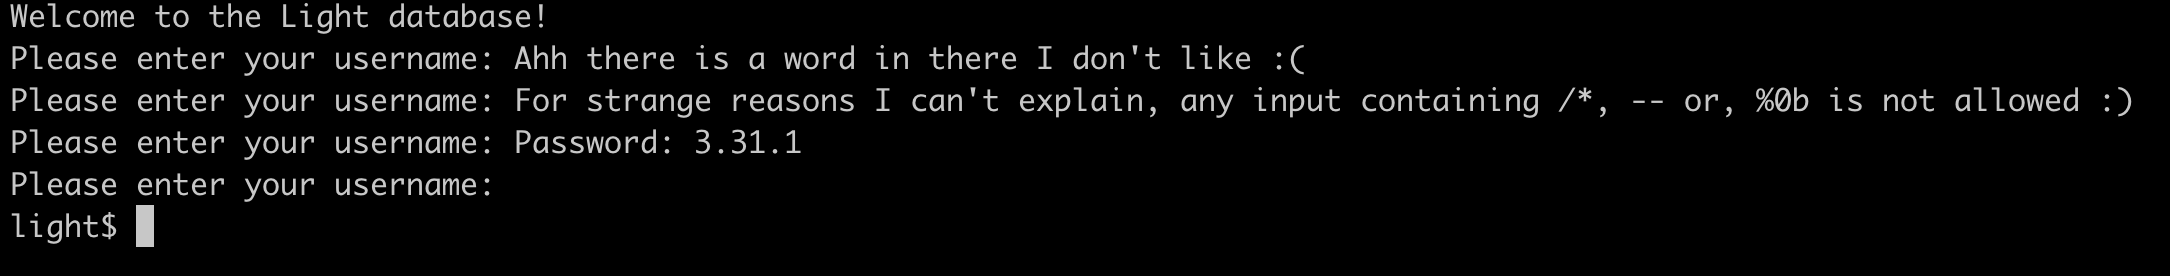 Welcome to the Light database!
Please enter your username: Ahh there is a word in there I don't like :(
Please enter your username: For strange reasons I can't explain, any input containing /*, -- or, %0b is not allowed :)
Please enter your username: Password: 3.31.1
Please enter your username:
light$